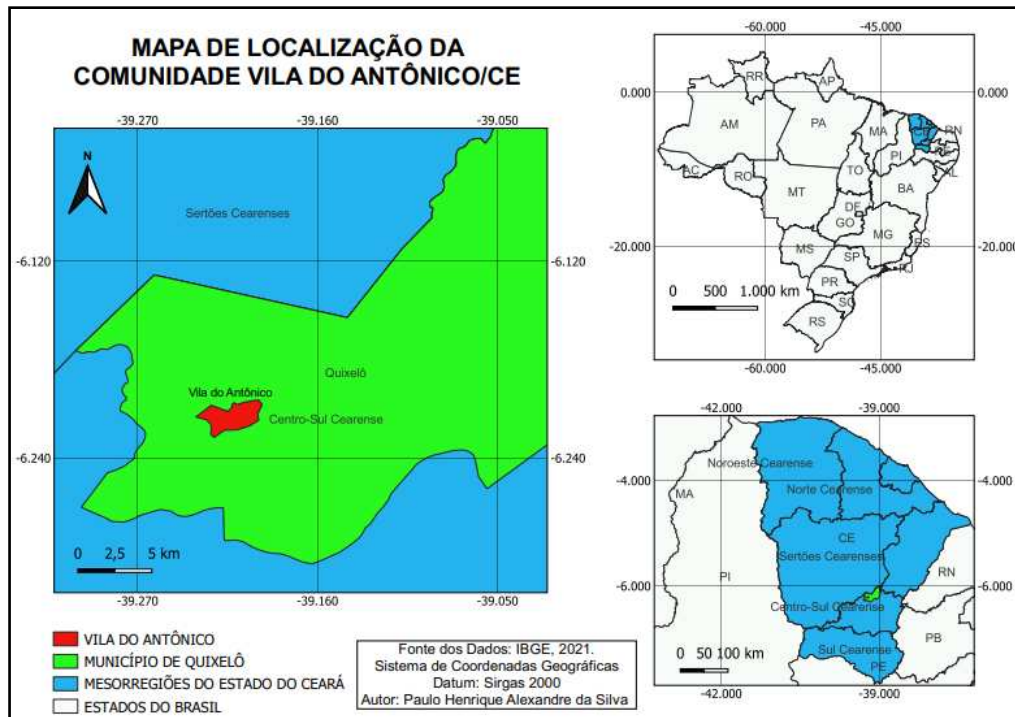 MAPA DE LOCALIZAÇÃO DA
COMUNIDADE VILA DO ANTÔNICO/CE
-39.270 -39.160 -39.050
N
Sertões Cearenses
-6.120 -6.120
Quixelô
Vila do Antônico
Centro-Sul Cearense
-6.240 -6.240
0 2,5 5 km
-39.270 -39.160 -39.050
VILA DO ANTÔNICO
MUNICÍPIO DE QUIXELÔ
MESORREGIÕES DO ESTADO DO CEARÁ
ESTADOS DO BRASIL
Fonte dos Dados: IBGE, 2021.
Sistema de Coordenadas Geográficas
Datum: Sirgas 2000
Autor: Paulo Henrique Alexandre da Silva
-60.000 -45.000
RR AP
0.000 0.000
AM PA MA CE RN
PI PE
AC RO TO AL
MT BA
DF
GO
MG
-20.000 MS ES -20.000
SP RJ
PR
0 500 1.000 km SC
RS
-60.000 -45.000
-42.000 -39.000
Noroeste Cearense
-4.000 Norte Cearense -4.000
MA
CE
Sertões Cearenses
PI RN
-6.000 -6.000
Centro-Sul Cearense
PB
Sul Cearense
0 50 100 km PE
-42.000 -39.000